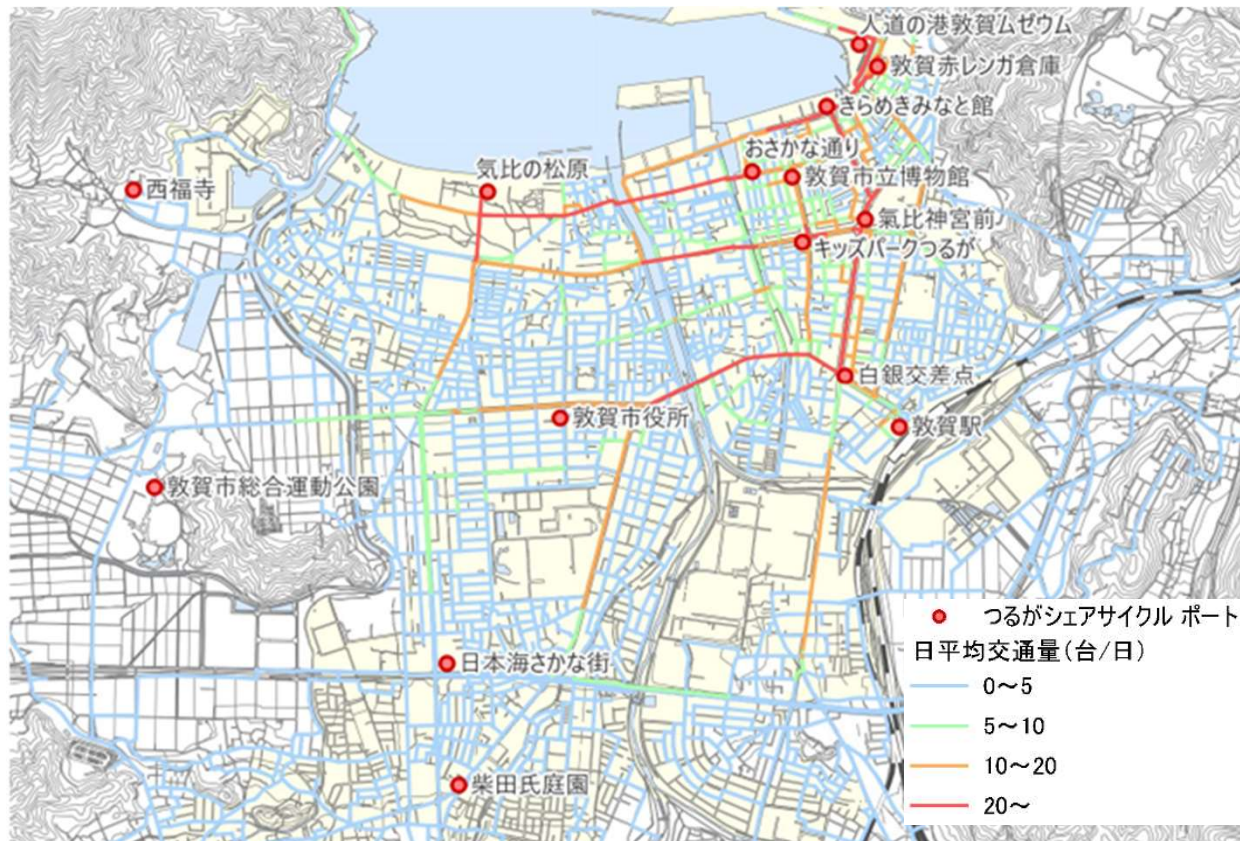 人道の港敦賀ムゼウム
敦賀赤レンガ倉庫
きらめきみなと館
おさかな通り
気比の松原
敦賀市立博物館
西福寺
氣比神宮前
キッズパークつるが
白銀交差点
敦賀市役所
敦賀駅
敦賀市総合運動公園
日本海さかな街
柴田氏庭園
つるがシェアサイクル ポート
日平均交通量(台/日)
0～5
5～10
10～20
20～